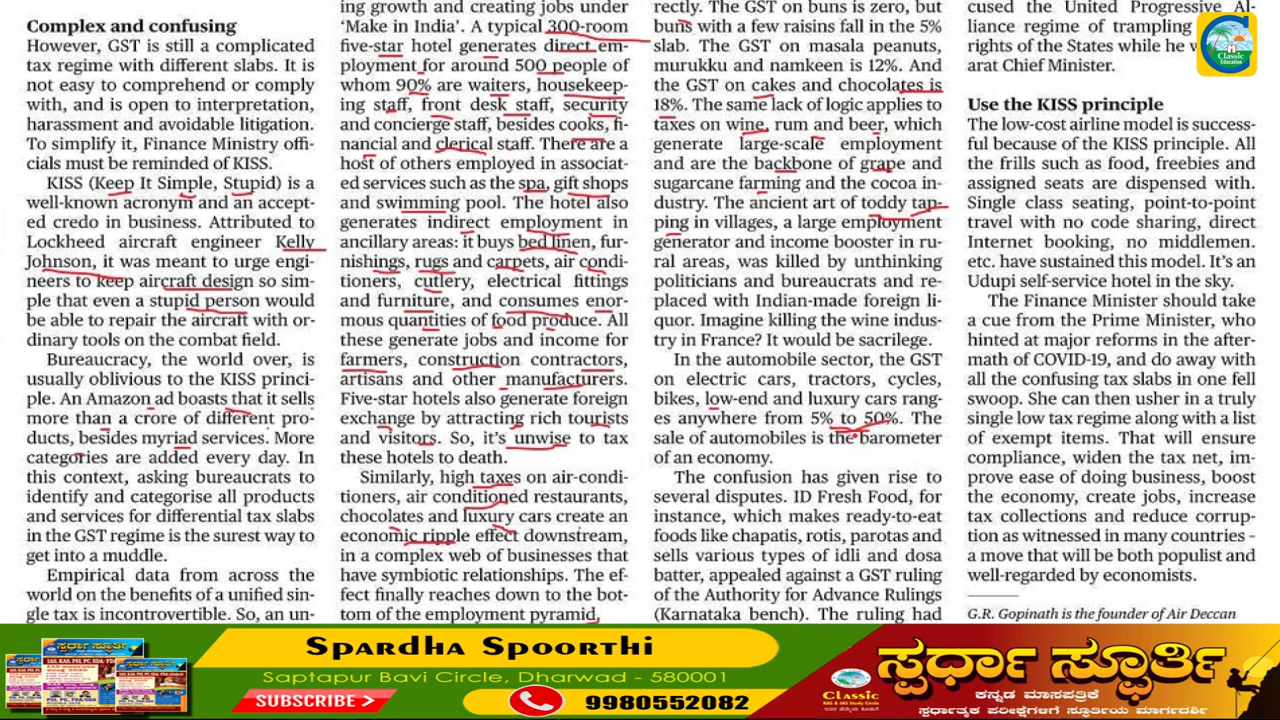 Complex and confusing
However, GST is still a complicated
tax regime with different slabs. It is
not easy to comprehend or comply
with, and is open to interpretation,
harassment and avoidable litigation.
To simplify it, Finance Ministry offi-
cials must be reminded of KISS.
KISS (Keep It Simple, Stupid) is a
well-known acronym and an accept-
ed credo in business. Attributed to
Lockheed aircraft engineer Kelly
Johnson, it was meant to urge engi-
neers to keep aircraft design so sim-
ple that even a stupid person would
be able to repair the aircraft with or-
dinary tools on the combat field.
Bureaucracy, the world over, is
usually oblivious to the KISS princi-
ple. An Amazon ad boasts that it sells
more than a crore of different pro-
ducts, besides myriad services. More
categories are added every day. In
this context, asking bureaucrats to
identify and categorise all products
and services for differential tax slabs
in the GST regime is the surest way to
get into a muddle.
Empirical data from across the
world on the benefits of a unified sin-
gle tax is incontrovertible. So, an un-
ing growth and creating jobs under
‘Make in India’. A typical 300-room
five-star hotel generates direct em-
ployment for around 500 people of
whom 90% are waiters, housekeep-
ing staff, front desk staff, security
and concierge staff, besides cooks, fi-
nancial and clerical staff. There are a
host of others employed in associat-
ed services such as the spa, gift shops
and swimming pool. The hotel also
generates indirect employment in
ancillary areas: it buys bed linen, fur-
nishings, rugs and carpets, air condi-
tioners, cutlery, electrical fittings
and furniture, and consumes enor-
mous quantities of food produce. All
these generate jobs and income for
farmers, construction contractors,
artisans and other manufacturers.
Five-star hotels also generate foreign
exchange by attracting rich tourists
and visitors. So, it’s unwise to tax
these hotels to death.
Similarly, high taxes on air-condi-
tioners, air conditioned restaurants,
chocolates and luxury cars create an
economic ripple effect downstream,
in a complex web of businesses that
have symbiotic relationships. The ef-
fect finally reaches down to the bot-
tom of the employment pyramid.
rectly. The GST on buns is zero, but
buns with a few raisins fall in the 5%
slab. The GST on masala peanuts,
murukku and namkeen is 12%. And
the GST on cakes and chocolates is
18%. The same lack of logic applies to
taxes on wine, rum and beer, which
generate large-scale employment
and are the backbone of grape and
sugarcane farming and the cocoa in-
dustry. The ancient art of toddy tap-
ping in villages, a large employment
generator and income booster in ru-
ral areas, was killed by unthinking
politicians and bureaucrats and re-
placed with Indian-made foreign li-
quor. Imagine killing the wine indus-
try in France? It would be sacrilege.
In the automobile sector, the GST
on electric cars, tractors, cycles,
bikes, low-end and luxury cars rang-
es anywhere from 5% to 50%. The
sale of automobiles is the barometer
of an economy.
The confusion has given rise to
several disputes. ID Fresh Food, for
instance, which makes ready-to-eat
foods like chapatis, rotis, parotas and
sells various types of idli and dosa
batter, appealed against a GST ruling
of the Authority for Advance Rulings
(Karnataka bench). The ruling had
cused the United Progressive Al-
liance regime of trampling
rights of the States while he w
arat Chief Minister.
Use the KISS principle
The low-cost airline model is success-
ful because of the KISS principle. All
the frills such as food, freebies and
assigned seats are dispensed with.
Single class seating, point-to-point
travel with no code sharing, direct
Internet booking, no middlemen.
etc. have sustained this model. It’s an
Udupi self-service hotel in the sky.
The Finance Minister should take
a cue from the Prime Minister, who
hinted at major reforms in the after-
math of COVID-19, and do away with
all the confusing tax slabs in one fell
swoop. She can then usher in a truly
single low tax regime along with a list
of exempt items. That will ensure
compliance, widen the tax net, im-
prove ease of doing business, boost
the economy, create jobs, increase
tax collections and reduce corrup-
tion as witnessed in many countries –
a move that will be both populist and
well-regarded by economists.
G.R. Gopinath is the founder of Air Deccan
Classic
Education
Spardha Spoorthi
Saptapur Bavi Circle, Dharwad - 580001
SUBSCRIBE
9980552082
Classic
ಸ್ಪರ್ಧಾ ಸ್ಫೂರ್ತಿ
ಕನ್ನಡ ಮಾಸಪತ್ರಿಕೆ
ಸ್ಪರ್ಧಾತ್ಮಕ ಪರೀಕ್ಷೆಗಳಿಗೆ ಸ್ಫೂರ್ತಿಯ ಮಾರ್ಗದರ್ಶಿ